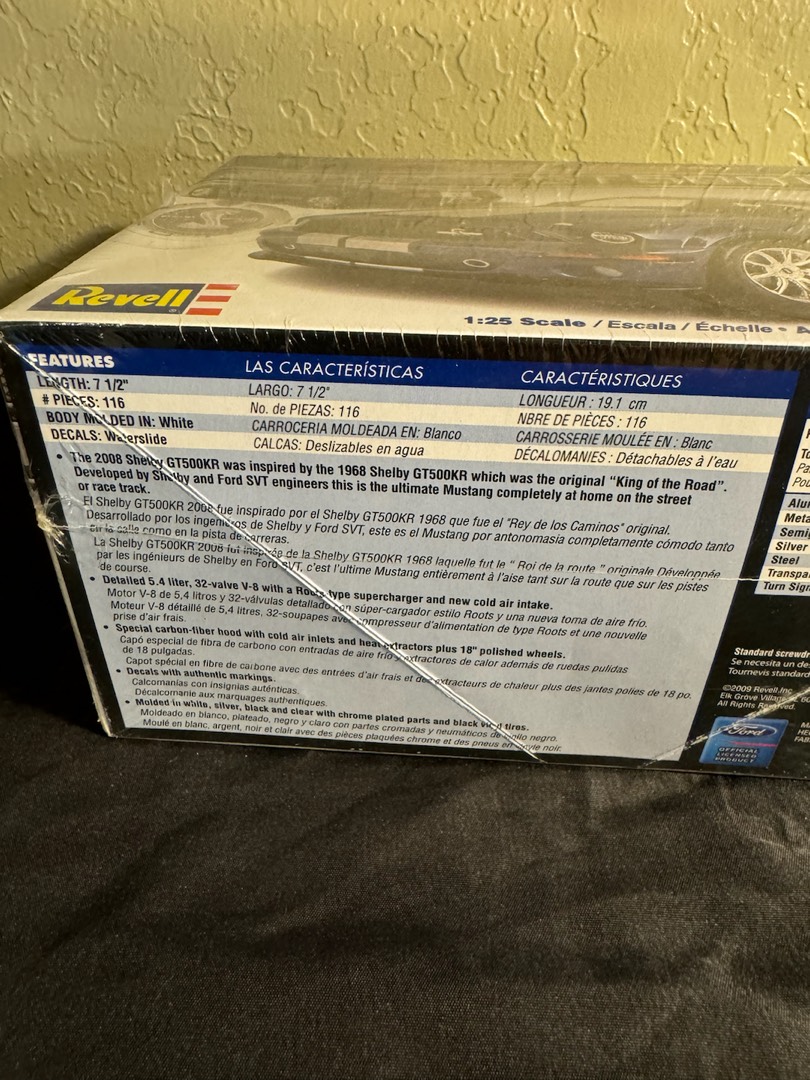 Revell
1:25 Scale / Escala / Échelle •
FEATURES
LAS CARACTERÍSTICAS
CARACTÉRISTIQUES
LENGTH: 7 1/2"
LARGO: 7 1/2"
LONGUEUR : 19.1 cm
# PIECES: 116
No. de PIEZAS: 116
NBRE DE PIÈCES : 116
BODY MOLDED IN: White
CARROCERIA MOLDEADA EN: Blanco
CARROSSERIE MOULÉE EN : Blanc
DECALS: Waterslide
CALCAS: Deslizables en agua
DÉCALOMANIES : Détachables à l'eau
• The 2008 Shelby GT500KR was inspired by the 1968 Shelby GT500KR which was the original "King of the Road".
Developed by Shelby and Ford SVT engineers this is the ultimate Mustang completely at home on the street
or race track.
El Shelby GT500KR 2008 fue inspirado por el Shelby GT500KR 1968 que fue el "Rey de los Caminos" original.
Desarrollado por los ingenieros de Shelby y Ford SVT, este es el Mustang por antonomasia completamente cómodo tanto
en la calle como en la pista de carreras.
La Shelby GT500KR 2008 fut inspirée de la Shelby GT500KR 1968 laquelle fut le " Roi de la route " originale Développée
par les ingénieurs de Shelby en Ford SVT, c'est l'ultime Mustang entièrement à l'aise tant sur la route que sur les pistes
de course.
• Detailed 5.4 liter, 32-valve V-8 with a Roots type supercharger and new cold air intake.
Motor V-8 de 5,4 litros y 32-válvulas detallado con súper-cargador estilo Roots y una nueva toma de aire frío.
Moteur V-8 détaillé de 5,4 litres, 32-soupapes avec compresseur d'alimentation de type Roots et une nouvelle
prise d'air frais.
• Special carbon-fiber hood with cold air inlets and heat extractors plus 18" polished wheels.
Capó especial de fibra de carbono con entradas de aire frío y extractores de calor además de ruedas pulidas
de 18 pulgadas.
Capot spécial en fibre de carbone avec des entrées d'air frais et des extracteurs de chaleur plus des jantes polies de 18 po.
• Decals with authentic markings.
Calcomanías con insignias auténticas.
Décalcomanie aux marquages authentiques.
• Molded in white, silver, black and clear with chrome plated parts and black vinyl tires.
Moldeado en blanco, plateado, negro y claro con partes cromadas y neumáticos de vinilo negro.
Moulé en blanc, argent, noir et clair avec des pièces plaquées chrome et des pneus en vinyle noir.
Silver
Steel
Turn Sign
Standard screwdr
Se necesita un de
Tournevis standard
©2009 Revell Inc
Elk Grove Village,
All Rights Reserved.
Ford
OFFICIAL
LICENSED
PRODUCT